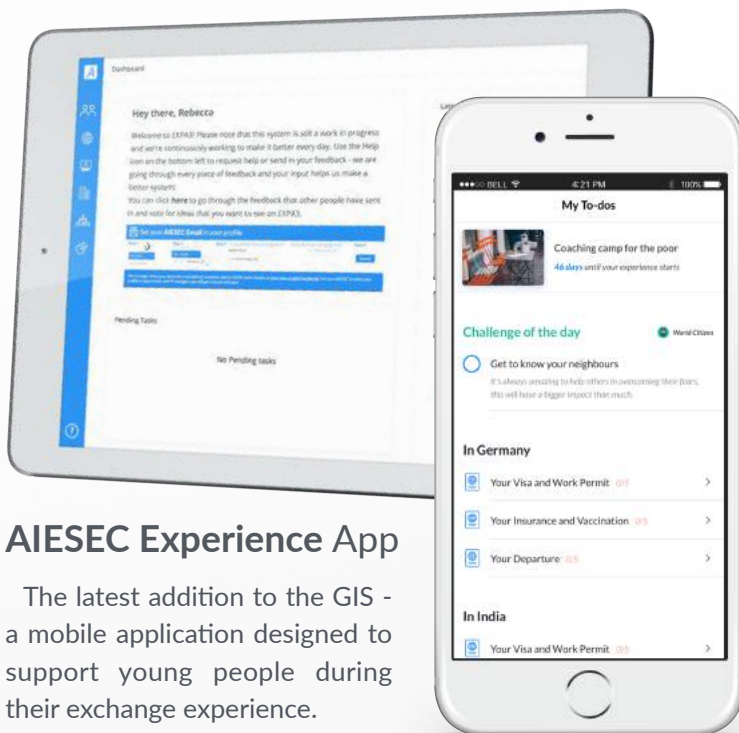 Dashboard
Hey there, Rebecca
Welcome to EXPA3! Please note that this system is still a work in progress
and we're continuously working to make it better every day. Use the Help
icon on the bottom left to request help or send in your feedback - we are
going through every piece of feedback and your input helps us make a
better system!
You can click here to go through the feedback that other people have sent
in and vote for ideas that you want to see on EXPA3.
Set your AIESEC Email in your profile
Pending Tasks
No Pending tasks
BELL 4:21 PM 100%
My To-dos
Coaching camp for the poor
46 days until your experience starts
Challenge of the day
World Citizen
Get to know your neighbours
It's always amazing to help others in overcoming their fears,
this will have a bigger impact than much.
In Germany
Your Visa and Work Permit 0/5
Your Insurance and Vaccination 0/5
Your Departure 0/5
In India
Your Visa and Work Permit 0/5
AIESEC Experience App
The latest addition to the GIS -
a mobile application designed to
support young people during
their exchange experience.